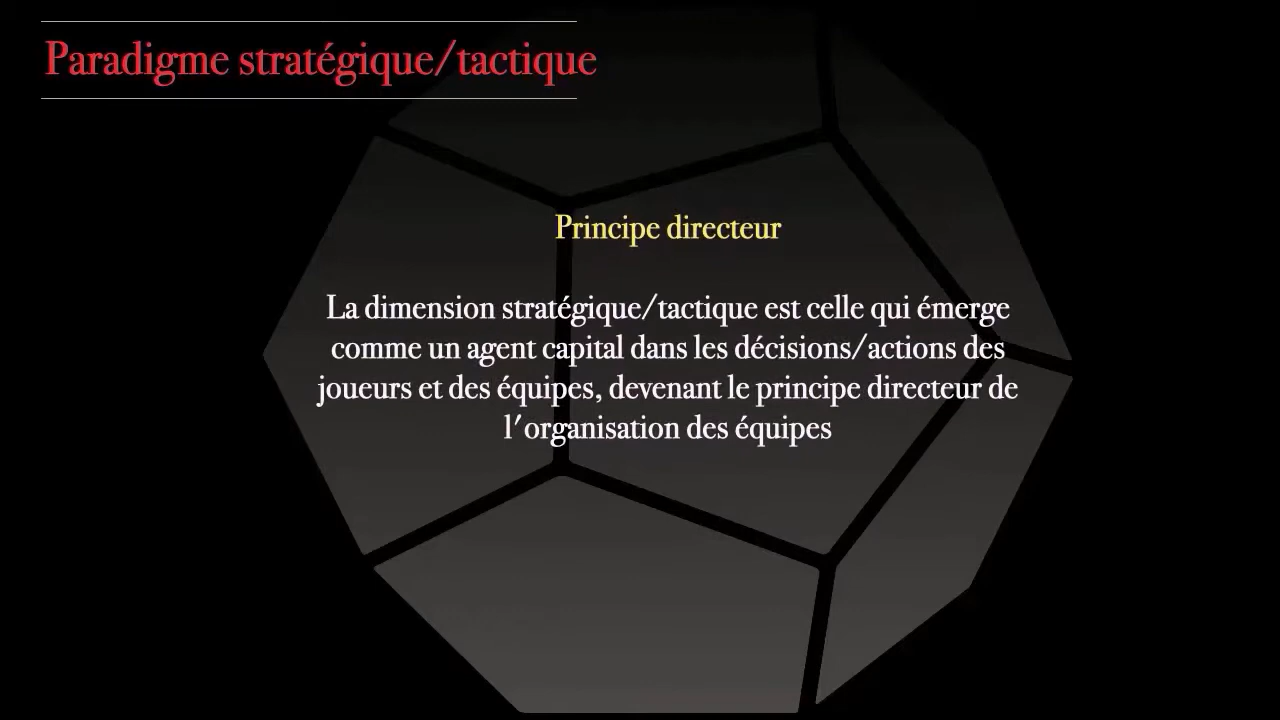 Paradigme stratégique/tactique
Principe directeur
La dimension stratégique/tactique est celle qui émerge
comme un agent capital dans les décisions/actions des
joueurs et des équipes, devenant le principe directeur de
l'organisation des équipes